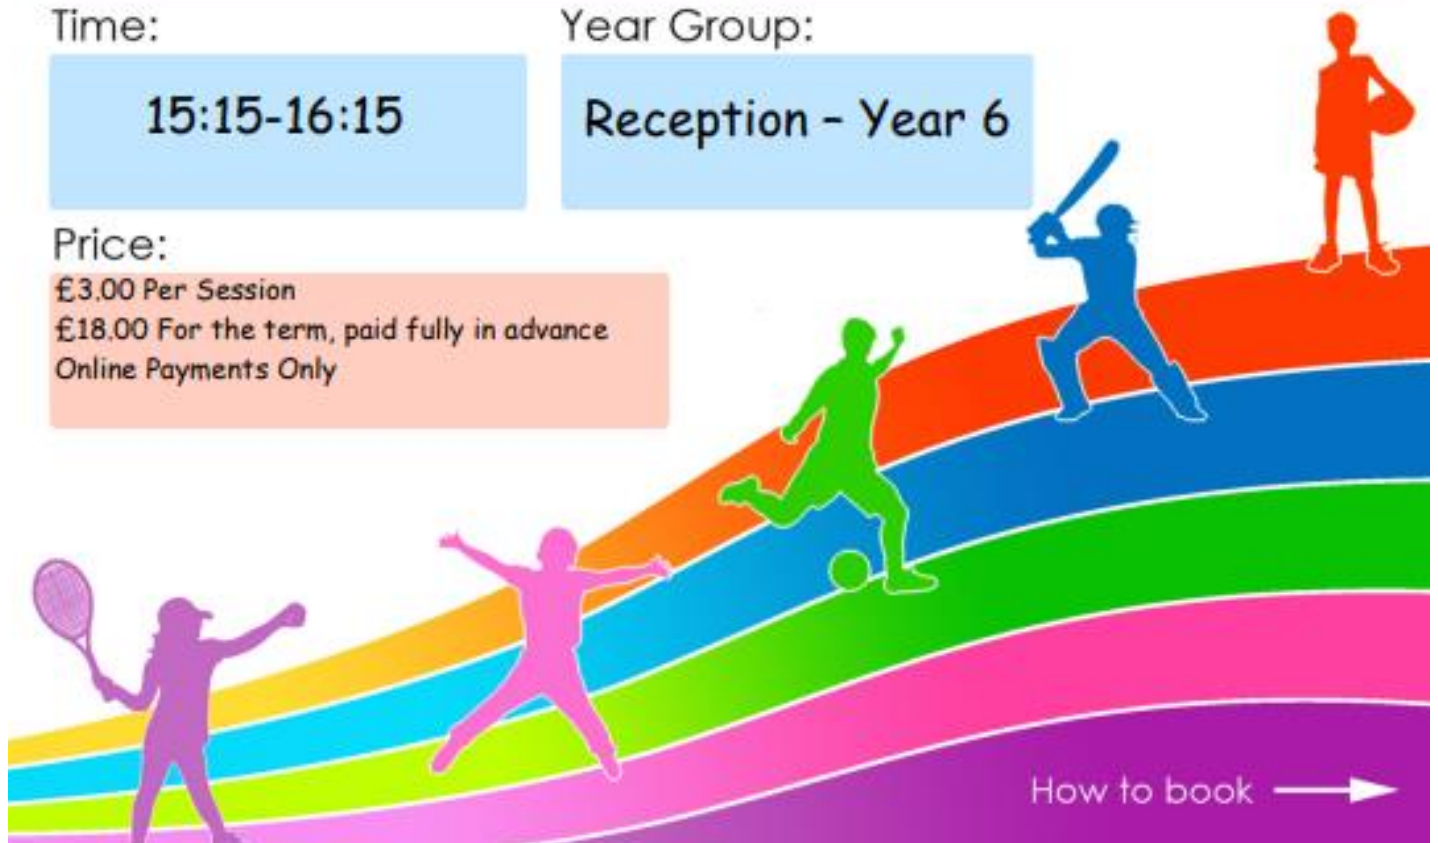 Time:
Year Group:
15:15-16:15
Reception – Year 6
Price:
£3.00 Per Session
£18.00 For the term, paid fully in advance
Online Payments Only
How to book